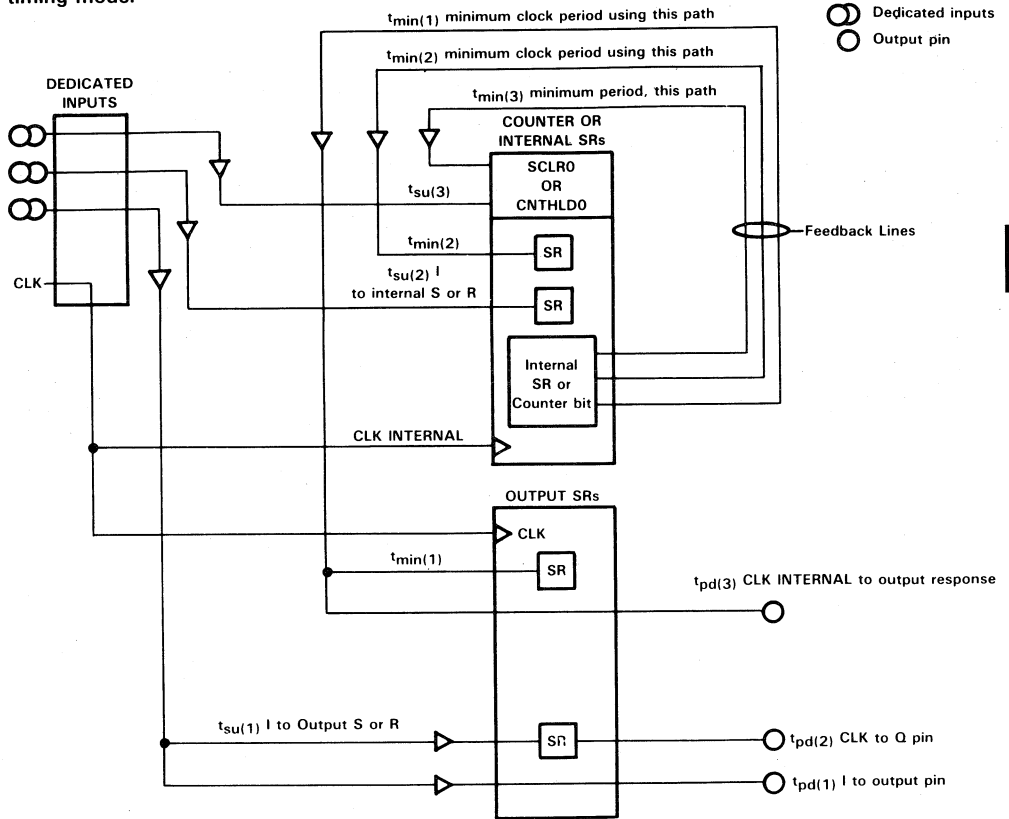 timing model
tmin(1) minimum clock period using this path
Dedicated inputs
Output pin
tmin(2) minimum clock period using this path
DEDICATED
INPUTS
tmin(3) minimum period, this path
COUNTER OR
INTERNAL SRs
SCLR0
OR
CNTHLD0
tsu(3)
tmin(2)
SR
Feedback Lines
tsu(2) I
to internal S or R
SR
CLK
Internal
SR or
Counter bit
CLK INTERNAL
OUTPUT SRs
CLK
tmin(1)
SR
tpd(3) CLK INTERNAL to output response
tsu(1) I to Output S or R
SR
tpd(2) CLK to Q pin
tpd(1) I to output pin